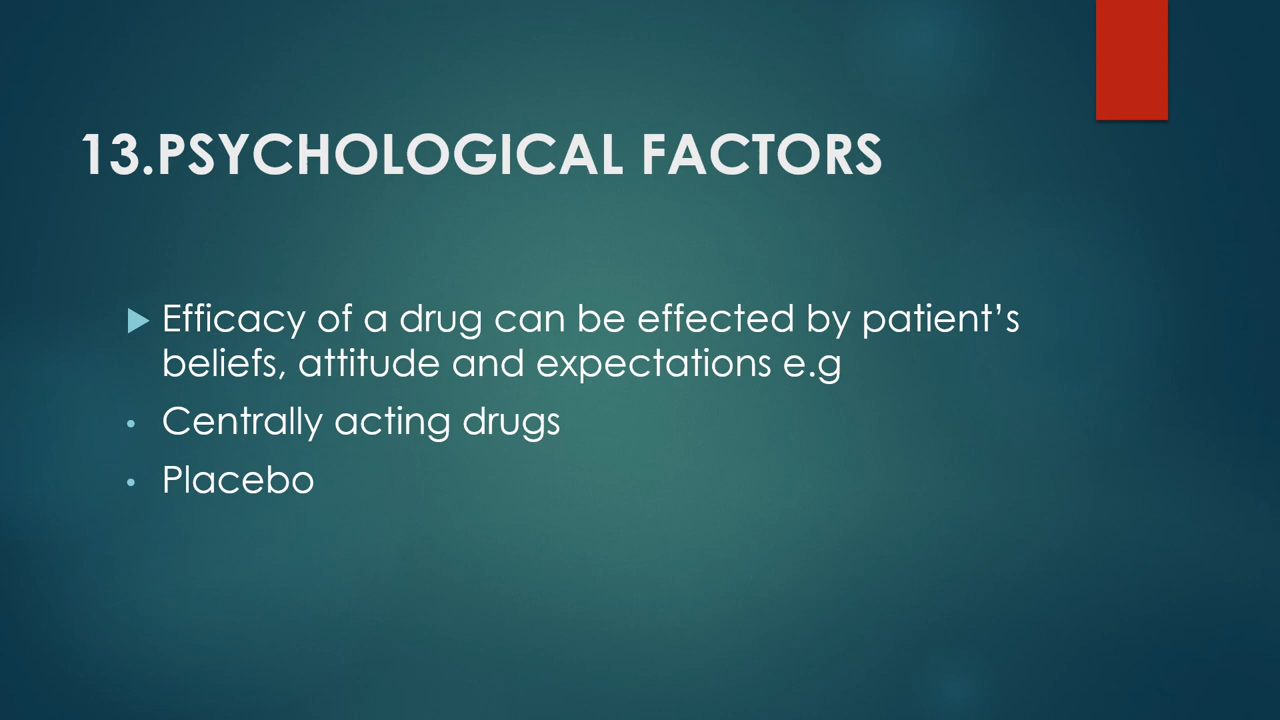 13.PSYCHOLOGICAL FACTORS
Efficacy of a drug can be effected by patient’s
beliefs, attitude and expectations e.g
Centrally acting drugs
Placebo